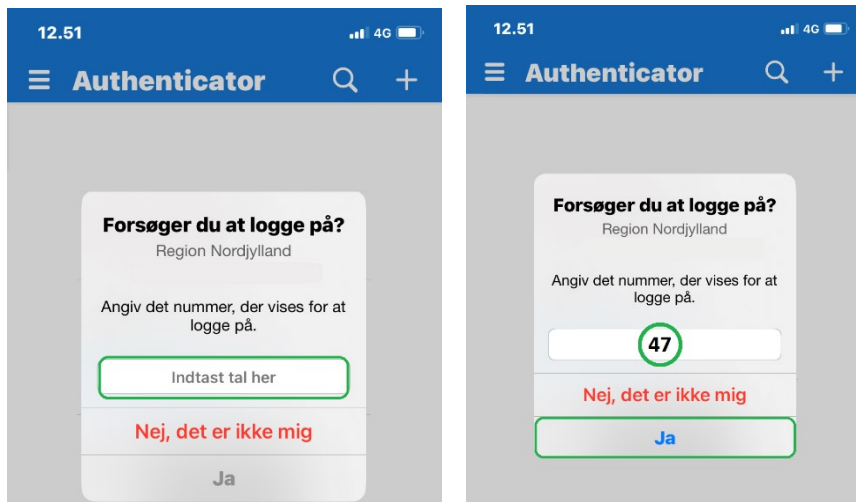 12.51
4G
Authenticator
Forsøger du at logge på?
Region Nordjylland
Angiv det nummer, der vises for at
logge på.
Indtast tal her
Nej, det er ikke mig
Ja
12.51
4G
Authenticator
Forsøger du at logge på?
Region Nordjylland
Angiv det nummer, der vises for at
logge på.
47
Nej, det er ikke mig
Ja